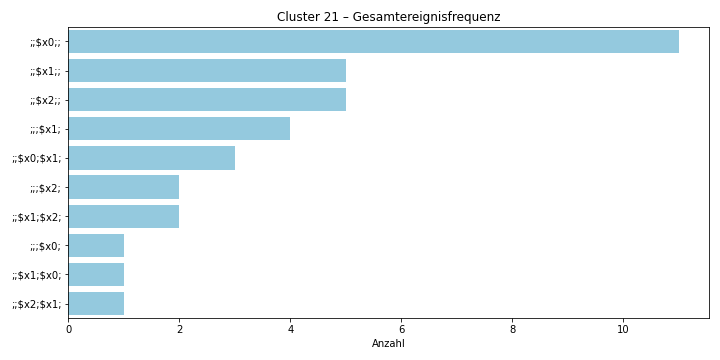 Cluster 21 – Gesamtereignisfrequenz
;;$x0;;
;;$x1;;
;;$x2;;
;;;$x1;
;;$x0;$x1;
;;;$x2;
;;$x1;$x2;
;;;$x0;
;;$x1;$x0;
;;$x2;$x1;
0 2 4 6 8 10
Anzahl